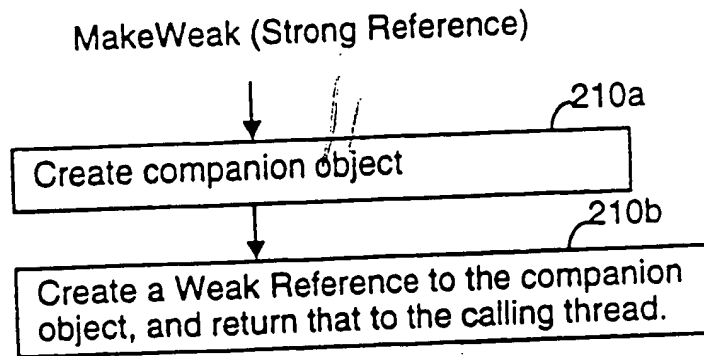 MakeWeak (Strong Reference)
210a
Create companion object
210b
Create a Weak Reference to the companion
object, and return that to the calling thread.